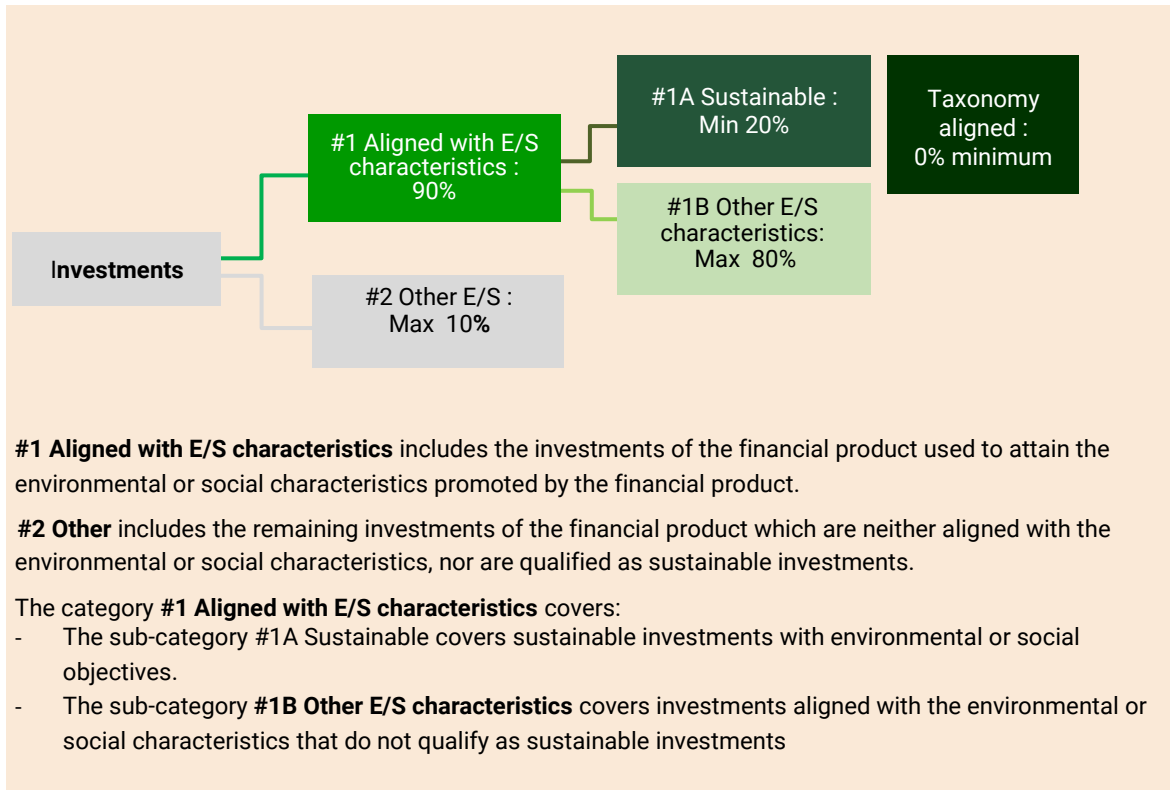 #1A Sustainable :
Min 20%
Taxonomy
aligned :
0% minimum
#1 Aligned with E/S
characteristics :
90%
#1B Other E/S
characteristics:
Max 80%
Investments
#2 Other E/S :
Max 10%
#1 Aligned with E/S characteristics includes the investments of the financial product used to attain the
environmental or social characteristics promoted by the financial product.
#2 Other includes the remaining investments of the financial product which are neither aligned with the
environmental or social characteristics, nor are qualified as sustainable investments.
The category #1 Aligned with E/S characteristics covers:
- The sub-category #1A Sustainable covers sustainable investments with environmental or social
objectives.
- The sub-category #1B Other E/S characteristics covers investments aligned with the environmental or
social characteristics that do not qualify as sustainable investments